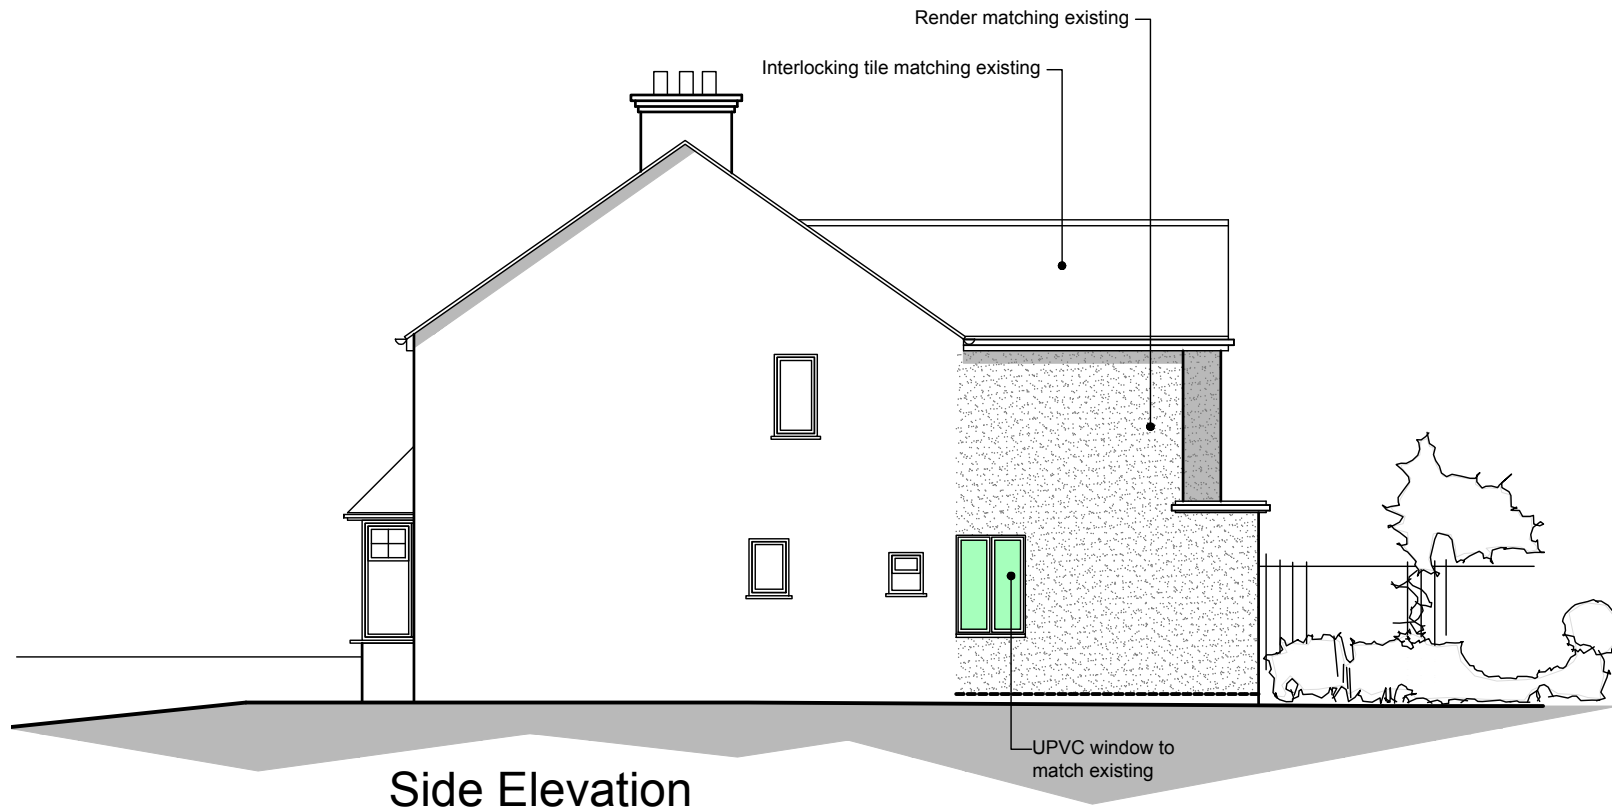 Render matching existing
Interlocking tile matching existing
UPVC window to
match existing
Side Elevation